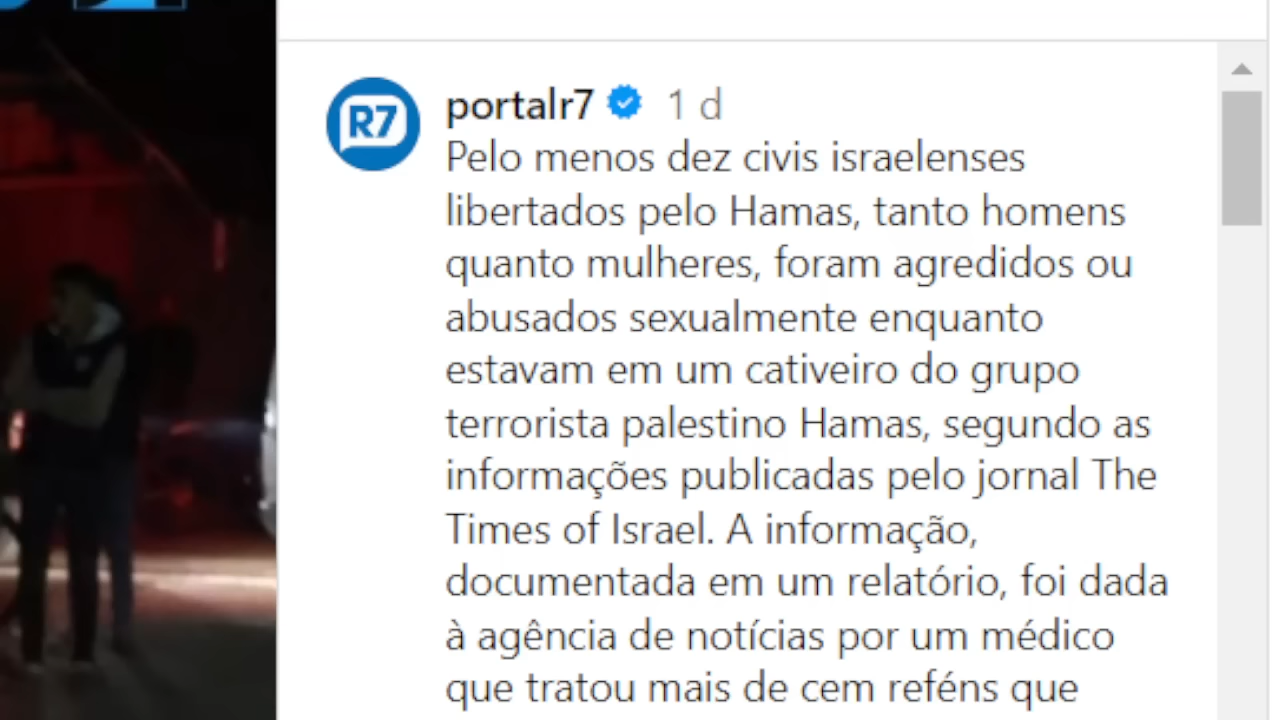 R7
portalr7 1 d
Pelo menos dez civis israelenses
libertados pelo Hamas, tanto homens
quanto mulheres, foram agredidos ou
abusados sexualmente enquanto
estavam em um cativeiro do grupo
terrorista palestino Hamas, segundo as
informações publicadas pelo jornal The
Times of Israel. A informação,
documentada em um relatório, foi dada
à agência de notícias por um médico
que tratou mais de cem reféns que